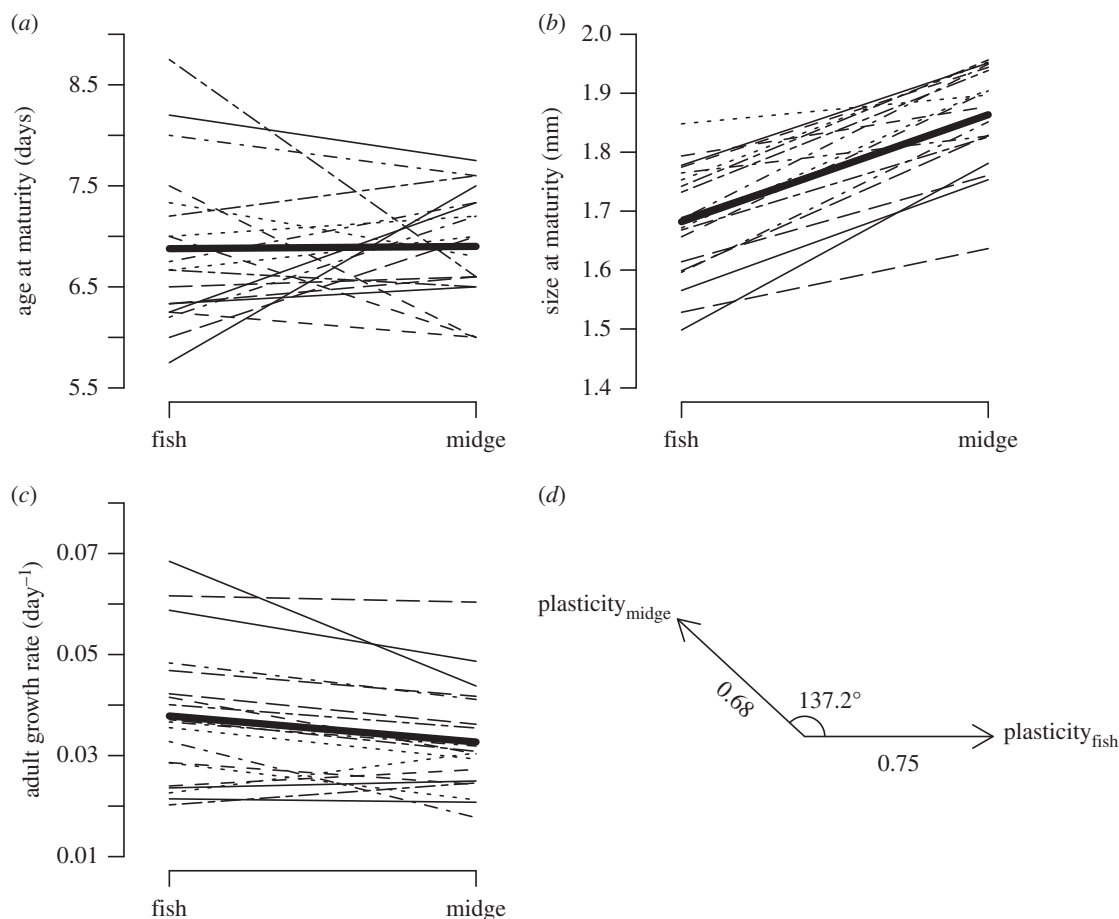 (a)
age at maturity (days)
8.5
7.5
6.5
5.5
fish
midge
(b)
size at maturity (mm)
2.0
1.9
1.8
1.7
1.6
1.5
1.4
fish
midge
(c)
adult growth rate (day⁻¹)
0.07
0.05
0.03
0.01
fish
midge
(d)
plasticity_midge
0.68
137.2°
plasticity_fish
0.75